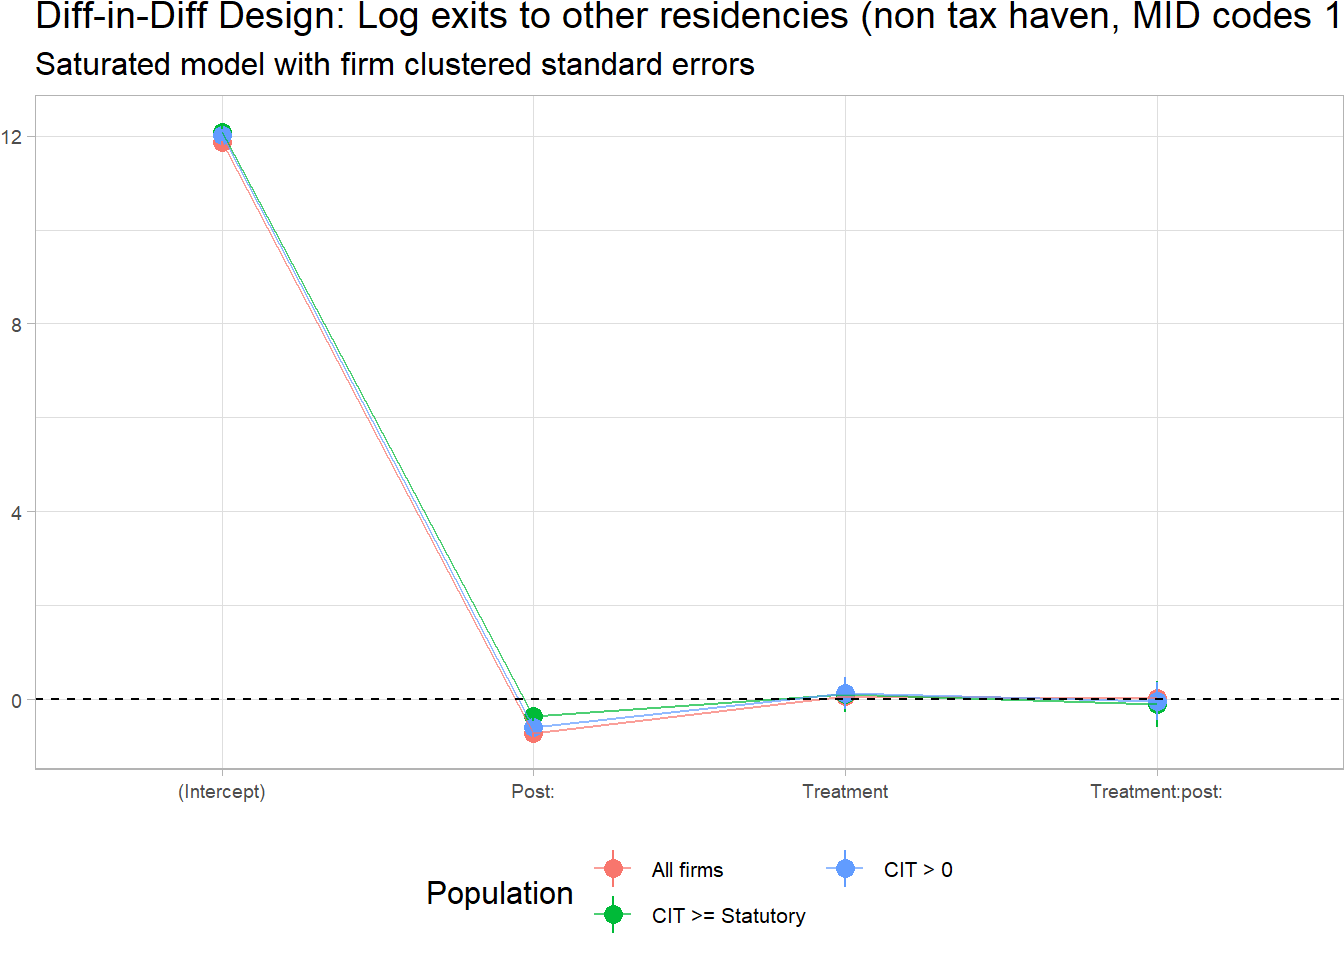 Diff-in-Diff Design: Log exits to other residencies (non tax haven, MID codes 1
Saturated model with firm clustered standard errors
12
8
4
0
(Intercept) Post: Treatment Treatment:post:
Population
All firms CIT > 0
CIT >= Statutory